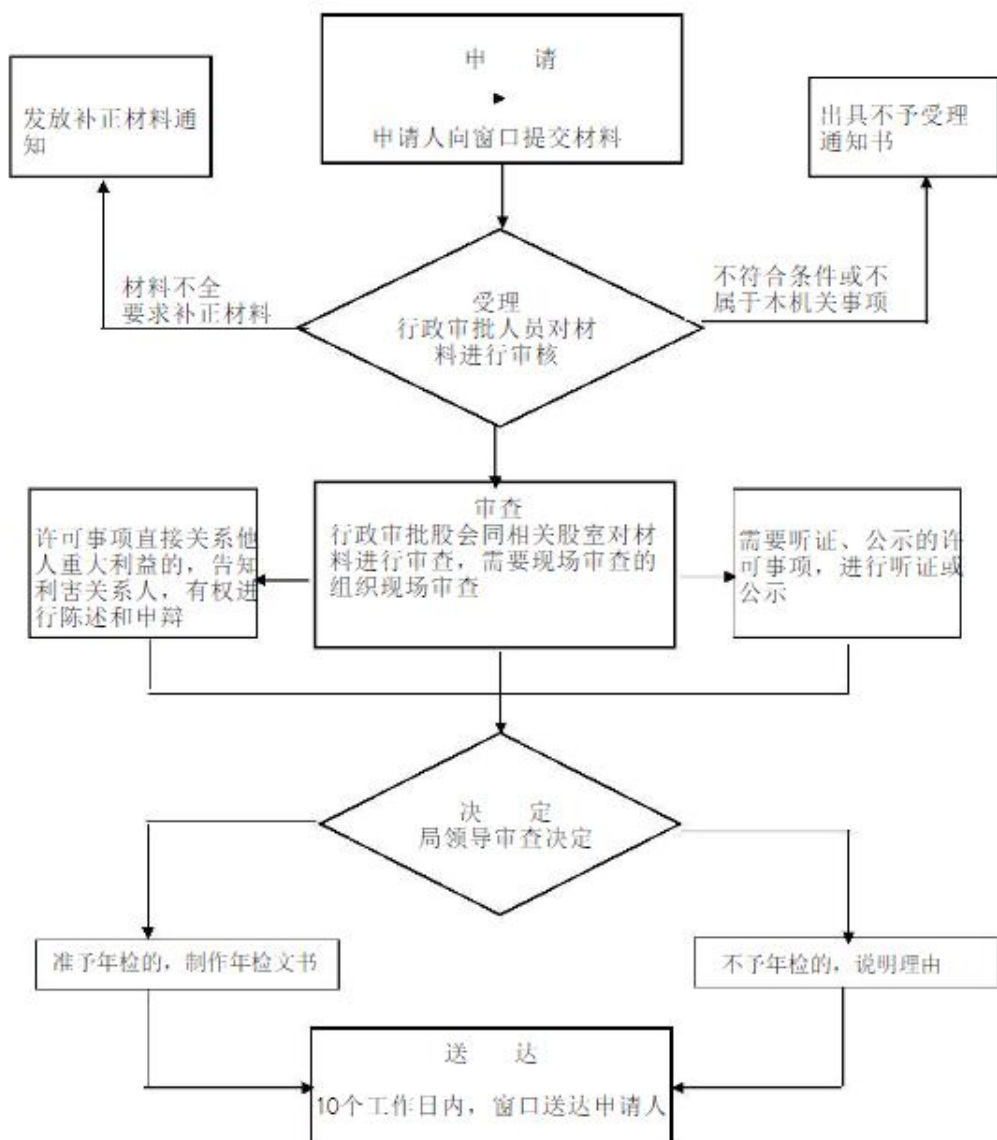 申 请
申请人向窗口提交材料
发放补正材料通
知
出具不予受理
通知书
材料不全
要求补正材料
不符合条件或不
属于本机关事项
受理
行政审批人员对材
料进行审核
审查
行政审批股会同相关股室对材
料进行审查，需要现场审查的
组织现场审查
许可事项直接关系他
人重大利益的，告知
利害关系人，有权进
行陈述和申辩
需要听证、公示的许
可事项，进行听证或
公示
决 定
局领导审查决定
准予年检的，制作年检文书
不予年检的，说明理由
送 达
10个工作日内，窗口送达申请人